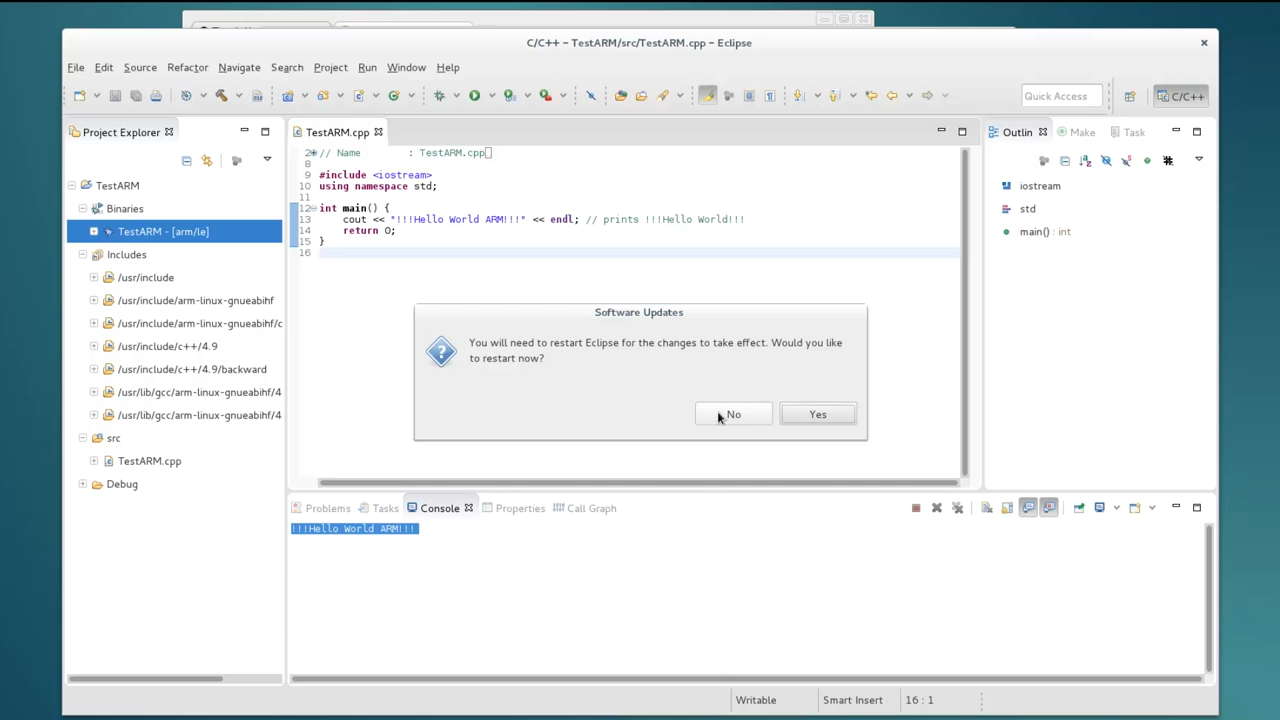 C/C++ - TestARM/src/TestARM.cpp - Eclipse
File Edit Source Refactor Navigate Search Project Run Window Help
Quick Access
C/C++
Project Explorer
TestARM
Binaries
TestARM - [arm/le]
Includes
/usr/include
/usr/include/arm-linux-gnueabihf
/usr/include/arm-linux-gnueabihf/c
/usr/include/c++/4.9
/usr/include/c++/4.9/backward
/usr/lib/gcc/arm-linux-gnueabihf/4
/usr/lib/gcc/arm-linux-gnueabihf/4
src
TestARM.cpp
Debug
TestARM.cpp
2 // Name : TestARM.cpp
8
9 #include <iostream>
10 using namespace std;
11
12 int main() {
13 cout << "!!!Hello World ARM!!!" << endl; // prints !!!Hello World!!!
14 return 0;
15 }
16
Software Updates
You will need to restart Eclipse for the changes to take effect. Would you like
to restart now?
No Yes
Outlin Make Task
iostream
std
main() : int
Problems Tasks Console Properties Call Graph
!!!Hello World ARM!!!
Writable Smart Insert 16 : 1